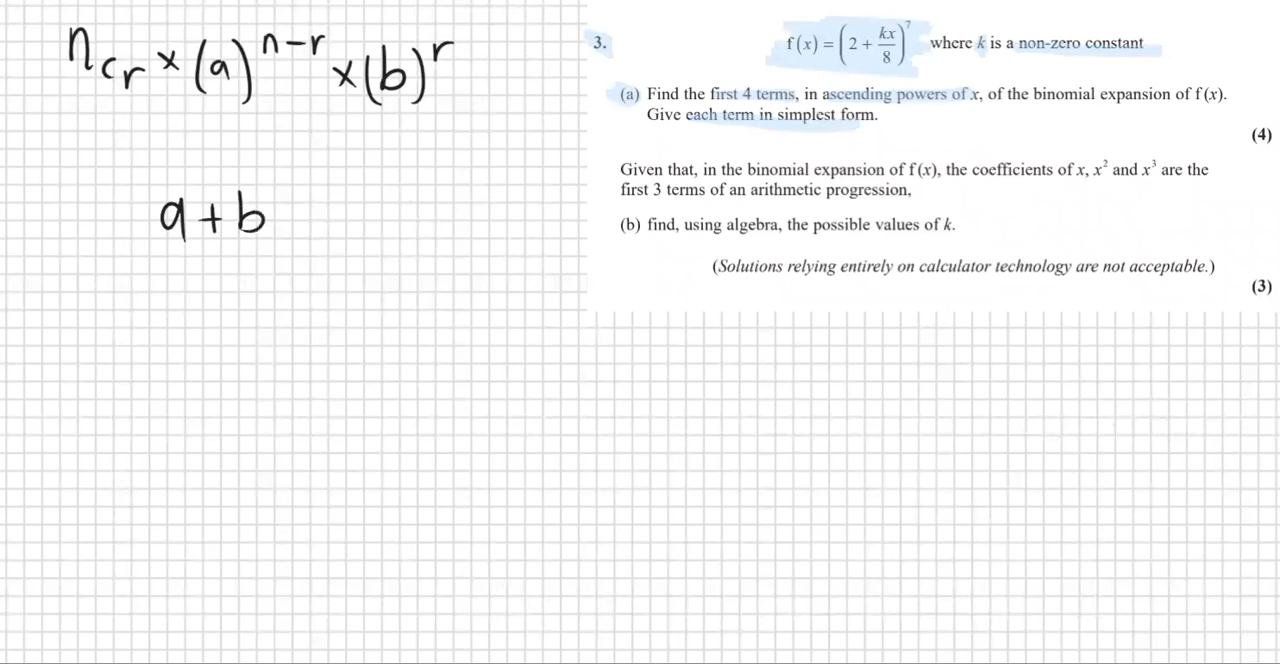 nCr × (a)^(n-r) × (b)^r
a + b
3. f(x) = (2 + kx/8)^7 where k is a non-zero constant
(a) Find the first 4 terms, in ascending powers of x, of the binomial expansion of f(x).
Give each term in simplest form.
(4)
Given that, in the binomial expansion of f(x), the coefficients of x, x² and x³ are the
first 3 terms of an arithmetic progression,
(b) find, using algebra, the possible values of k.
(Solutions relying entirely on calculator technology are not acceptable.)
(3)